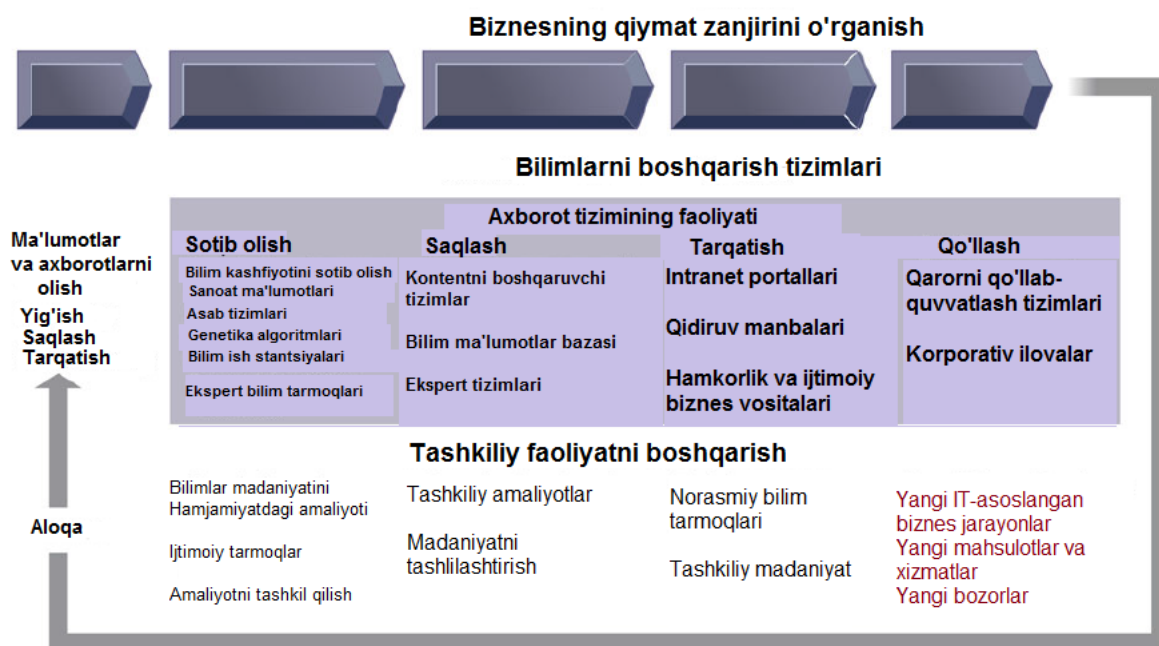 Biznesning qiymat zanjirini o'rganish
Bilimlarni boshqarish tizimlari
Axborot tizimining faoliyati
Ma'lumotlar
va axborotlarni
olish
Yig'ish
Saqlash
Tarqatish
Sotib olish
Bilim kashfiyotini sotib olish
Sanoat ma'lumotlari
Asab tizimlari
Genetika algoritmlari
Bilim ish stantsiyalari
Ekspert bilim tarmoqlari
Saqlash
Kontentni boshqaruvchi
tizimlar
Bilim ma'lumotlar bazasi
Ekspert tizimlari
Tarqatish
Intranet portallari
Qidiruv manbalari
Hamkorlik va ijtimoiy
biznes vositalari
Qo'llash
Qarorni qo'llab-
quvvatlash tizimlari
Korporativ ilovalar
Tashkiliy faoliyatni boshqarish
Aloqa
Bilimlar madaniyatini
Hamjamiyatdagi amaliyoti
Ijtimoiy tarmoqlar
Amaliyotni tashkil qilish
Tashkiliy amaliyotlar
Madaniyatni
tashlilashtirish
Norasmiy bilim
tarmoqlari
Tashkiliy madaniyat
Yangi IT-asoslangan
biznes jarayonlar
Yangi mahsulotlar va
xizmatlar
Yangi bozorlar